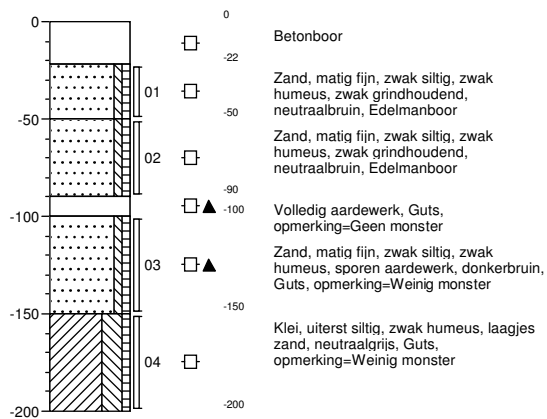 0
0
Betonboor
-22
Zand, matig fijn, zwak siltig, zwak
humeus, zwak grindhoudend,
neutraalbruin, Edelmanboor
01
-50
-50
Zand, matig fijn, zwak siltig, zwak
humeus, zwak grindhoudend,
neutraalbruin, Edelmanboor
02
-90
-100
-100
Volledig aardewerk, Guts,
opmerking=Geen monster
Zand, matig fijn, zwak siltig, zwak
humeus, sporen aardewerk, donkerbruin,
Guts, opmerking=Weinig monster
03
-150
-150
Klei, uiterst siltig, zwak humeus, laagjes
zand, neutraalgrijs, Guts,
opmerking=Weinig monster
04
-200
-200